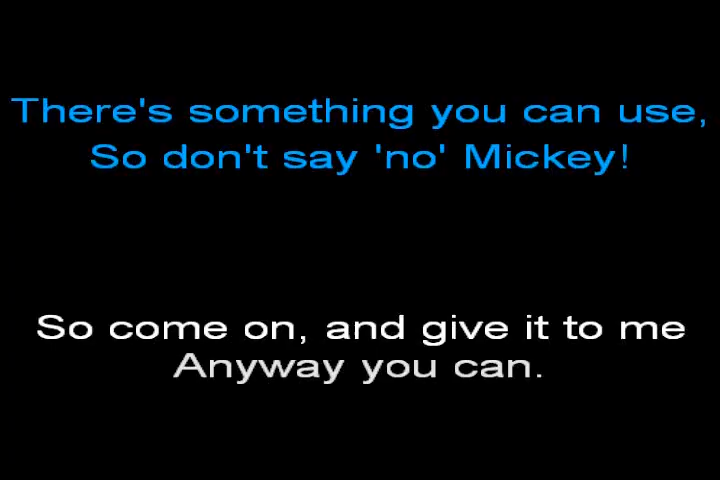 There's something you can use,
So don't say 'no' Mickey!
So come on, and give it to me
Anyway you can.